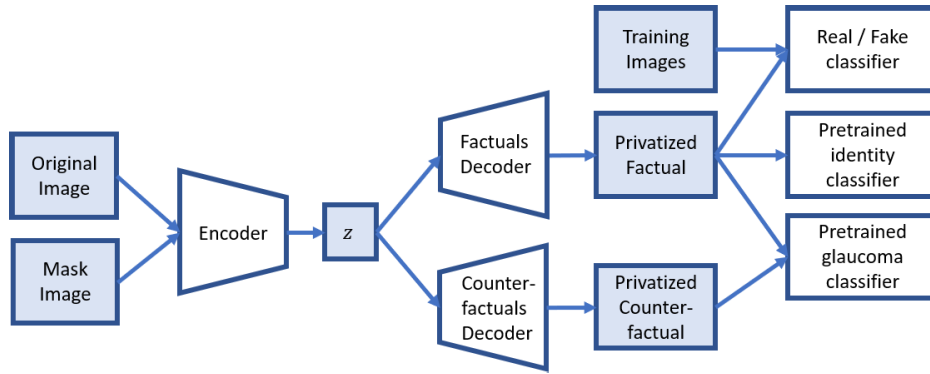 Original
Image
Mask
Image
Encoder
z
Factuals
Decoder
Counter-
factuals
Decoder
Training
Images
Privatized
Factual
Privatized
Counter-
factual
Real / Fake
classifier
Pretrained
identity
classifier
Pretrained
glaucoma
classifier